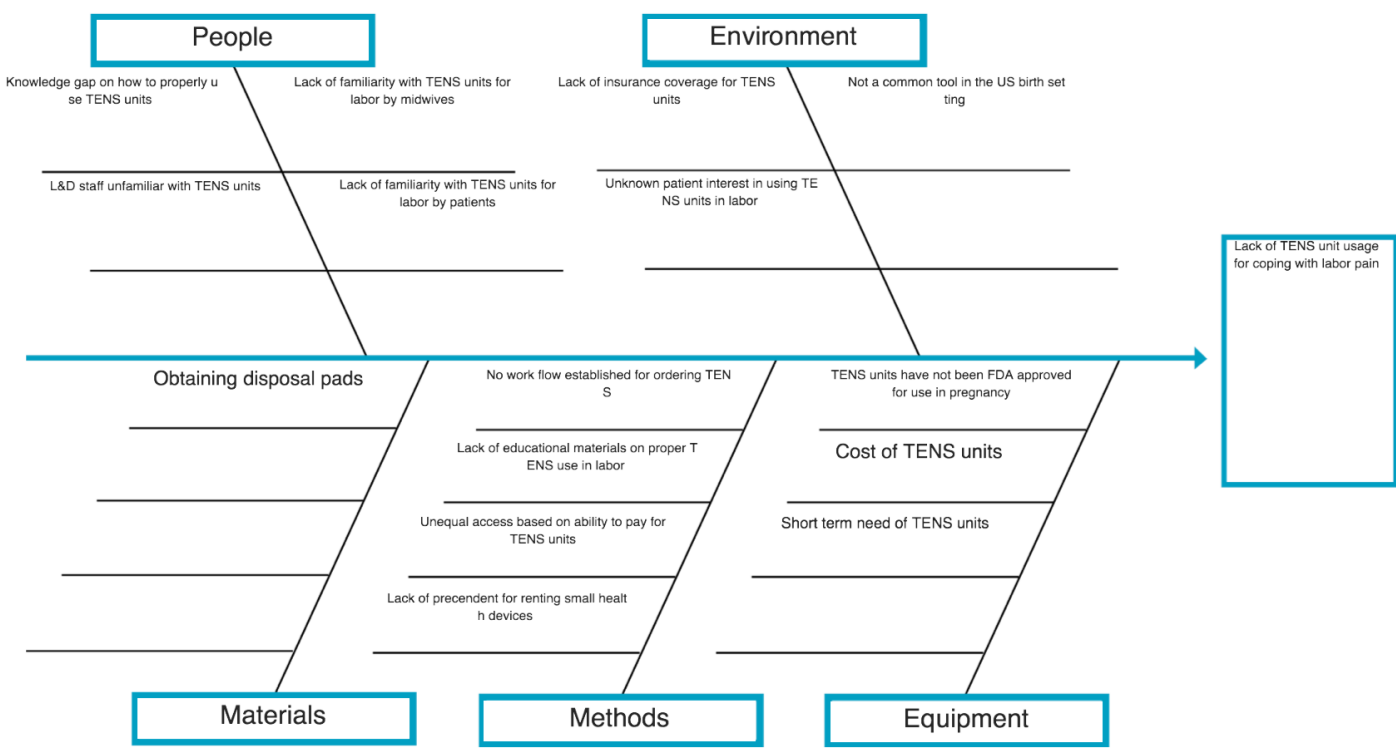 People
Environment
Knowledge gap on how to properly u
se TENS units
Lack of familiarity with TENS units for
labor by midwives
Lack of insurance coverage for TENS
units
Not a common tool in the US birth set
ting
L&D staff unfamiliar with TENS units
Lack of familiarity with TENS units for
labor by patients
Unknown patient interest in using TE
NS units in labor
Lack of TENS unit usage
for coping with labor pain
Obtaining disposal pads
No work flow established for ordering TEN
S
Lack of educational materials on proper T
ENS use in labor
Unequal access based on ability to pay for
TENS units
Lack of precendent for renting small healt
h devices
TENS units have not been FDA approved
for use in pregnancy
Cost of TENS units
Short term need of TENS units
Materials
Methods
Equipment